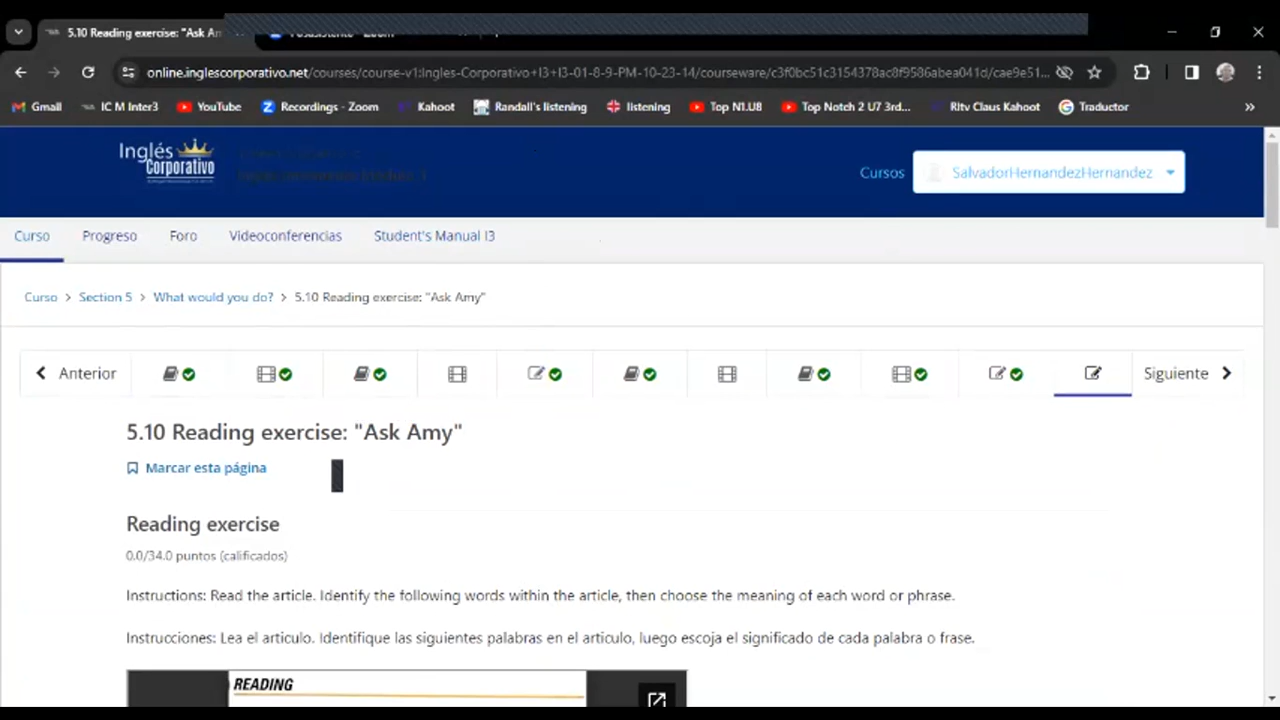 5.10 Reading exercise: "Ask Am
online.inglescorporativo.net/courses/course-v1:Ingles-Corporativo+I3+I3-01-8-9-PM-10-23-14/courseware/c3f0bc51c3154378ac8f9586abea041d/cae9e51...
Gmail IC M Inter3 YouTube Recordings - Zoom Kahoot Randall's listening listening Top N1.U8 Top Notch 2 U7 3rd... Ritv Claus Kahoot Traductor »
Inglés Corporativo
Cursos SalvadorHernandezHernandez
Curso Progreso Foro Videoconferencias Student's Manual I3
Curso > Section 5 > What would you do? > 5.10 Reading exercise: "Ask Amy"
Anterior Siguiente
5.10 Reading exercise: "Ask Amy"
Marcar esta página
Reading exercise
0.0/34.0 puntos (calificados)
Instructions: Read the article. Identify the following words within the article, then choose the meaning of each word or phrase.
Instrucciones: Lea el articulo. Identifique las siguientes palabras en el articulo, luego escoja el significado de cada palabra o frase.
READING